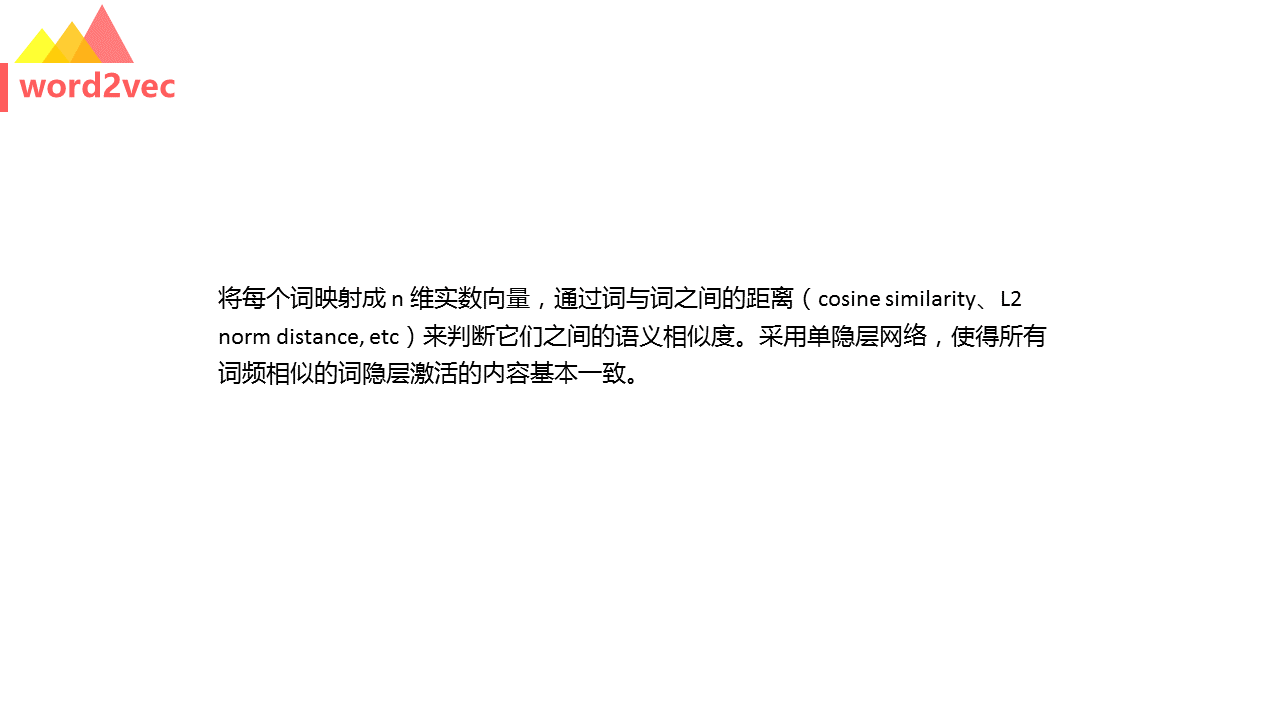 word2vec
将每个词映射成 n 维实数向量，通过词与词之间的距离（cosine similarity、L2
norm distance, etc）来判断它们之间的语义相似度。采用单隐层网络，使得所有
词频相似的词隐层激活的内容基本一致。